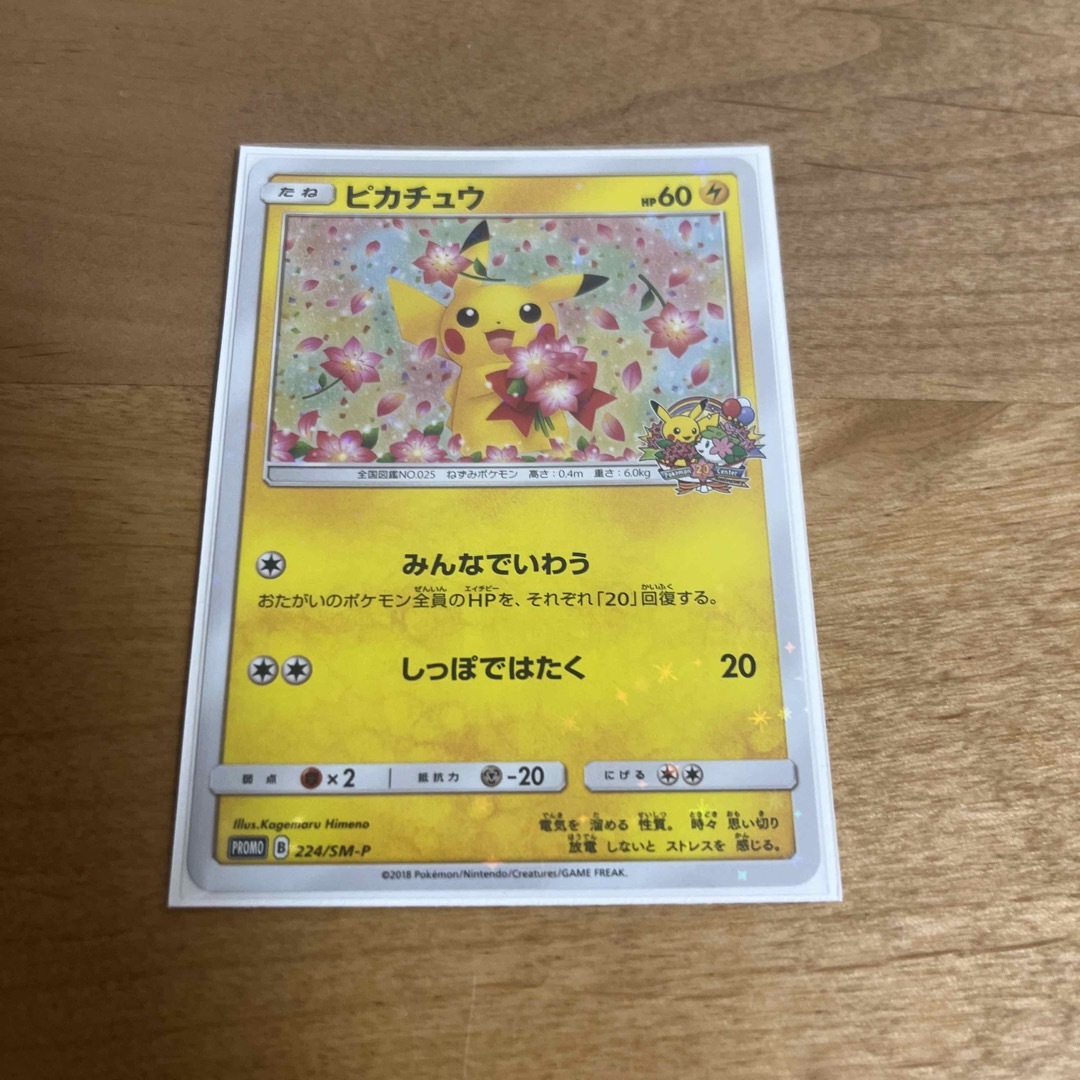 たね ピカチュウ HP60
Pokémon 20 Center
全国図鑑NO.025 ねずみポケモン 高さ:0.4m 重さ:6.0kg
みんなでいわう
おたがいのポケモン全員のHPを、それぞれ「20」回復する。
しっぽではたく 20
弱点 ×2 抵抗力 -20 にげる
Illus.Kagemaru Himeno
電気を 溜める 性質。 時々 思い切り
放電 しないと ストレスを 感じる。
PROMO B 224/SM-P
©2018 Pokémon/Nintendo/Creatures/GAME FREAK.